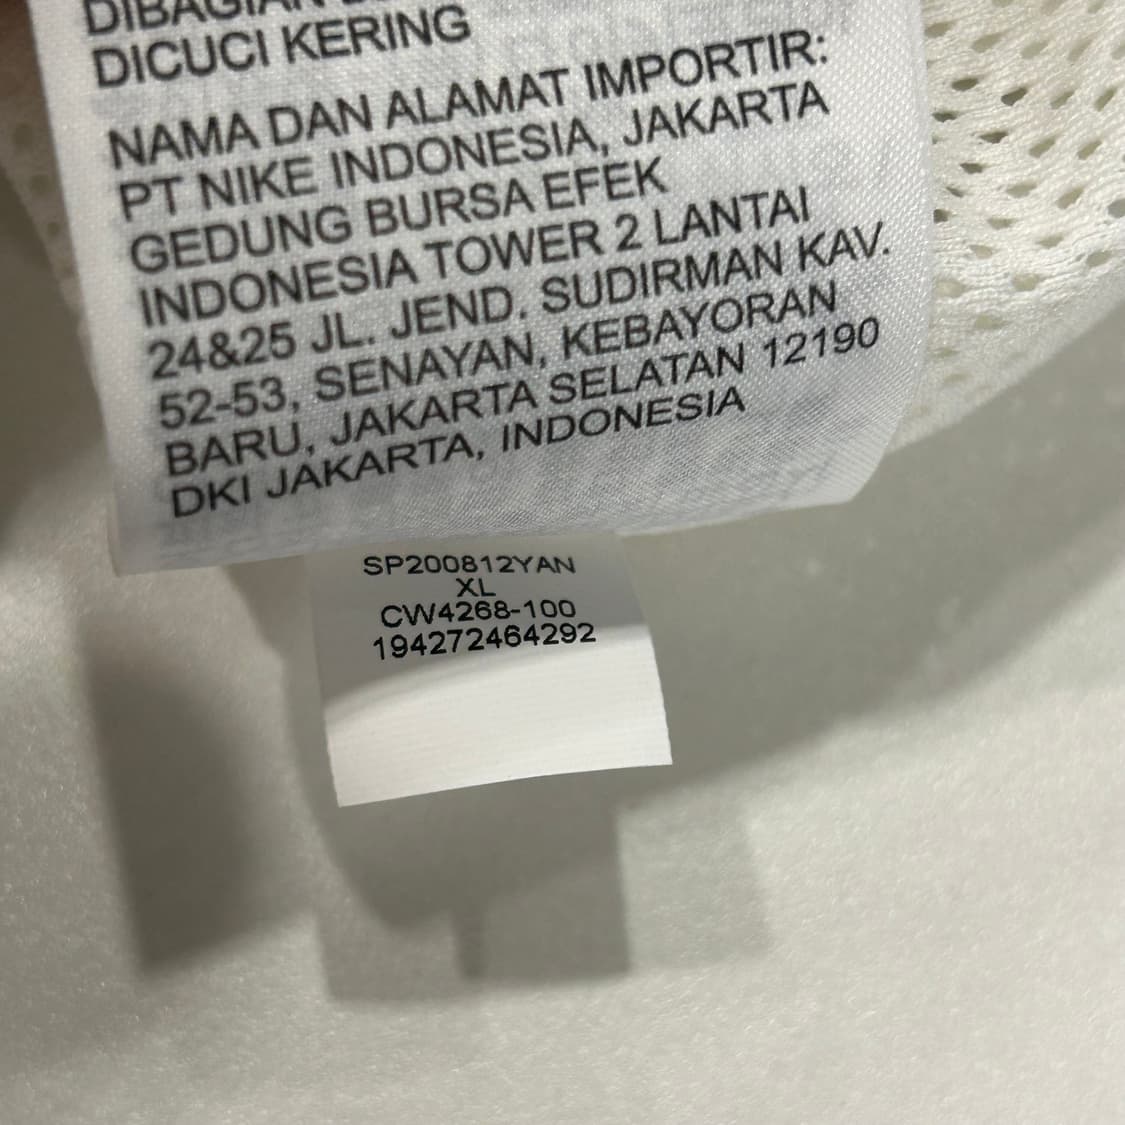 DICUCI KERING
NAMA DAN ALAMAT IMPORTIR:
PT NIKE INDONESIA, JAKARTA
GEDUNG BURSA EFEK
INDONESIA TOWER 2 LANTAI
24&25 JL. JEND. SUDIRMAN KAV.
52-53, SENAYAN, KEBAYORAN
BARU, JAKARTA SELATAN 12190
DKI JAKARTA, INDONESIA
SP200812YAN
XL
CW4268-100
194272464292